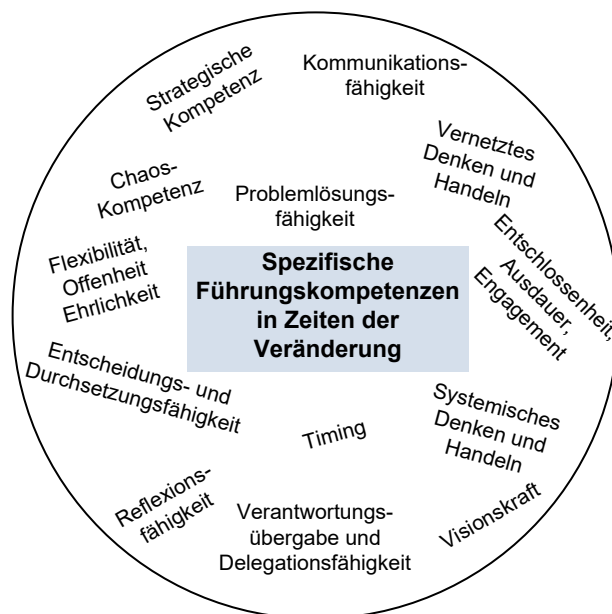 Strategische
Kompetenz
Kommunikations-
fähigkeit
Vernetztes
Denken und
Handeln
Chaos-
Kompetenz
Problemlösungs-
fähigkeit
Flexibilität,
Offenheit
Ehrlichkeit
Spezifische
Führungskompetenzen
in Zeiten der
Veränderung
Entschlossenheit,
Ausdauer,
Engagement
Entscheidungs- und
Durchsetzungsfähigkeit
Timing
Systemisches
Denken und
Handeln
Reflexions-
fähigkeit
Verantwortungs-
übergabe und
Delegationsfähigkeit
Visionskraft